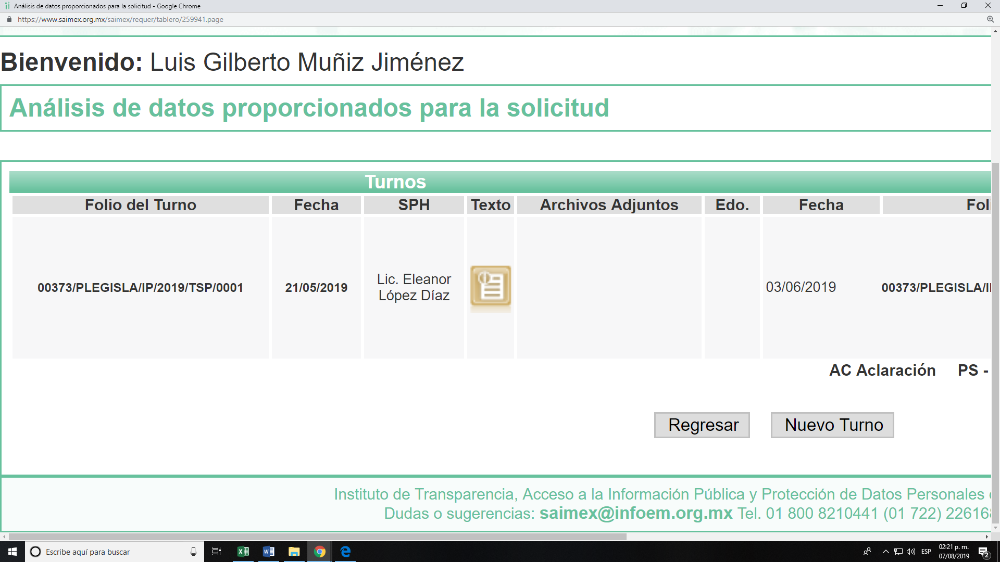 Análisis de datos proporcionados para la solicitud - Google Chrome
https://www.saimex.org.mx/saimex/requer/tablero/259941.page
Bienvenido: Luis Gilberto Muñiz Jiménez
Análisis de datos proporcionados para la solicitud
Turnos
Folio del Turno Fecha SPH Texto Archivos Adjuntos Edo. Fecha Foli
00373/PLEGISLA/IP/2019/TSP/0001 21/05/2019 Lic. Eleanor López Díaz 03/06/2019 00373/PLEGISLA/I
AC Aclaración PS -
Regresar Nuevo Turno
Instituto de Transparencia, Acceso a la Información Pública y Protección de Datos Personales
Dudas o sugerencias: saimex@infoem.org.mx Tel. 01 800 8210441 (01 722) 22616
Escribe aquí para buscar
ESP
02:21 p. m.
07/08/2019
2